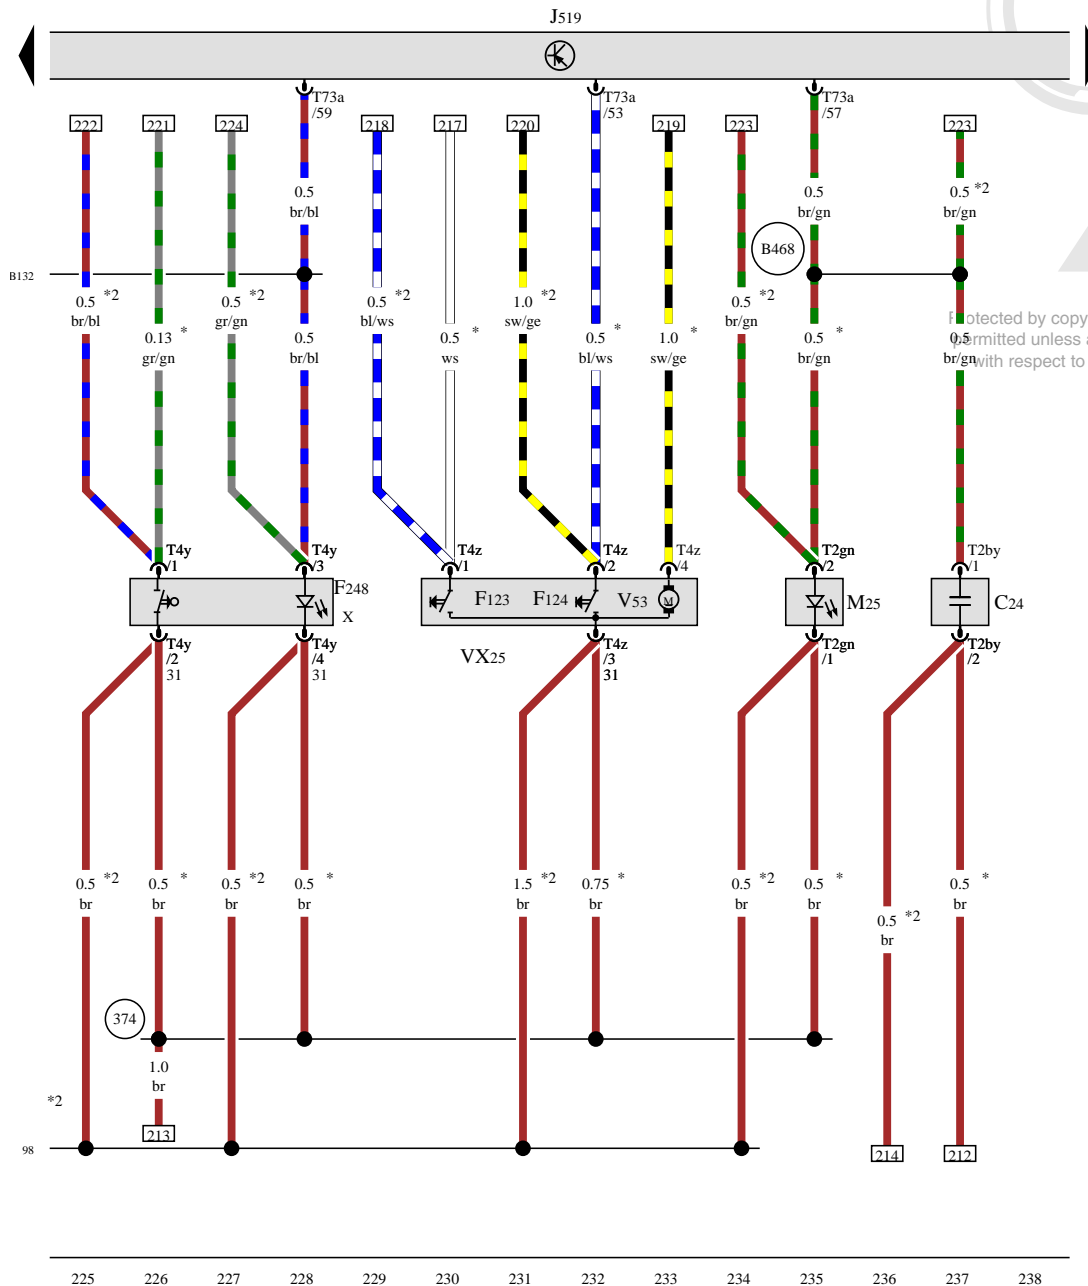 J519
T73a
/59
T73a
/53
T73a
/57
222
221
224
218
217
220
219
223
223
0.5
br/bl
0.5
br/gn
0.5 *2
br/gn
B468
B132
0.5 *2
br/bl
0.5 *2
gr/gn
0.5 *2
bl/ws
1.0 *2
sw/ge
0.5 *2
br/gn
0.13 *
gr/gn
0.5
br/bl
0.5 *
ws
0.5 *
bl/ws
1.0 *
sw/ge
0.5 *
br/gn
0.5
br/gn
Protected by copy
permitted unless a
with respect to
T4y
/1
T4y
/3
T4z
/1
T4z
/2
T4z
/4
T2gn
/2
T2by
/1
F248
X
F123
F124
V53
M
M25
C24
VX25
T4y
/2
31
T4y
/4
31
T4z
/3
31
T2gn
/1
T2by
/2
0.5 *2
br
0.5 *
br
0.5 *2
br
0.5 *
br
1.5 *2
br
0.75 *
br
0.5 *2
br
0.5 *
br
0.5 *2
br
0.5 *
br
374
1.0
br
*2
213
98
214
212
225 226 227 228 229 230 231 232 233 234 235 236 237 238